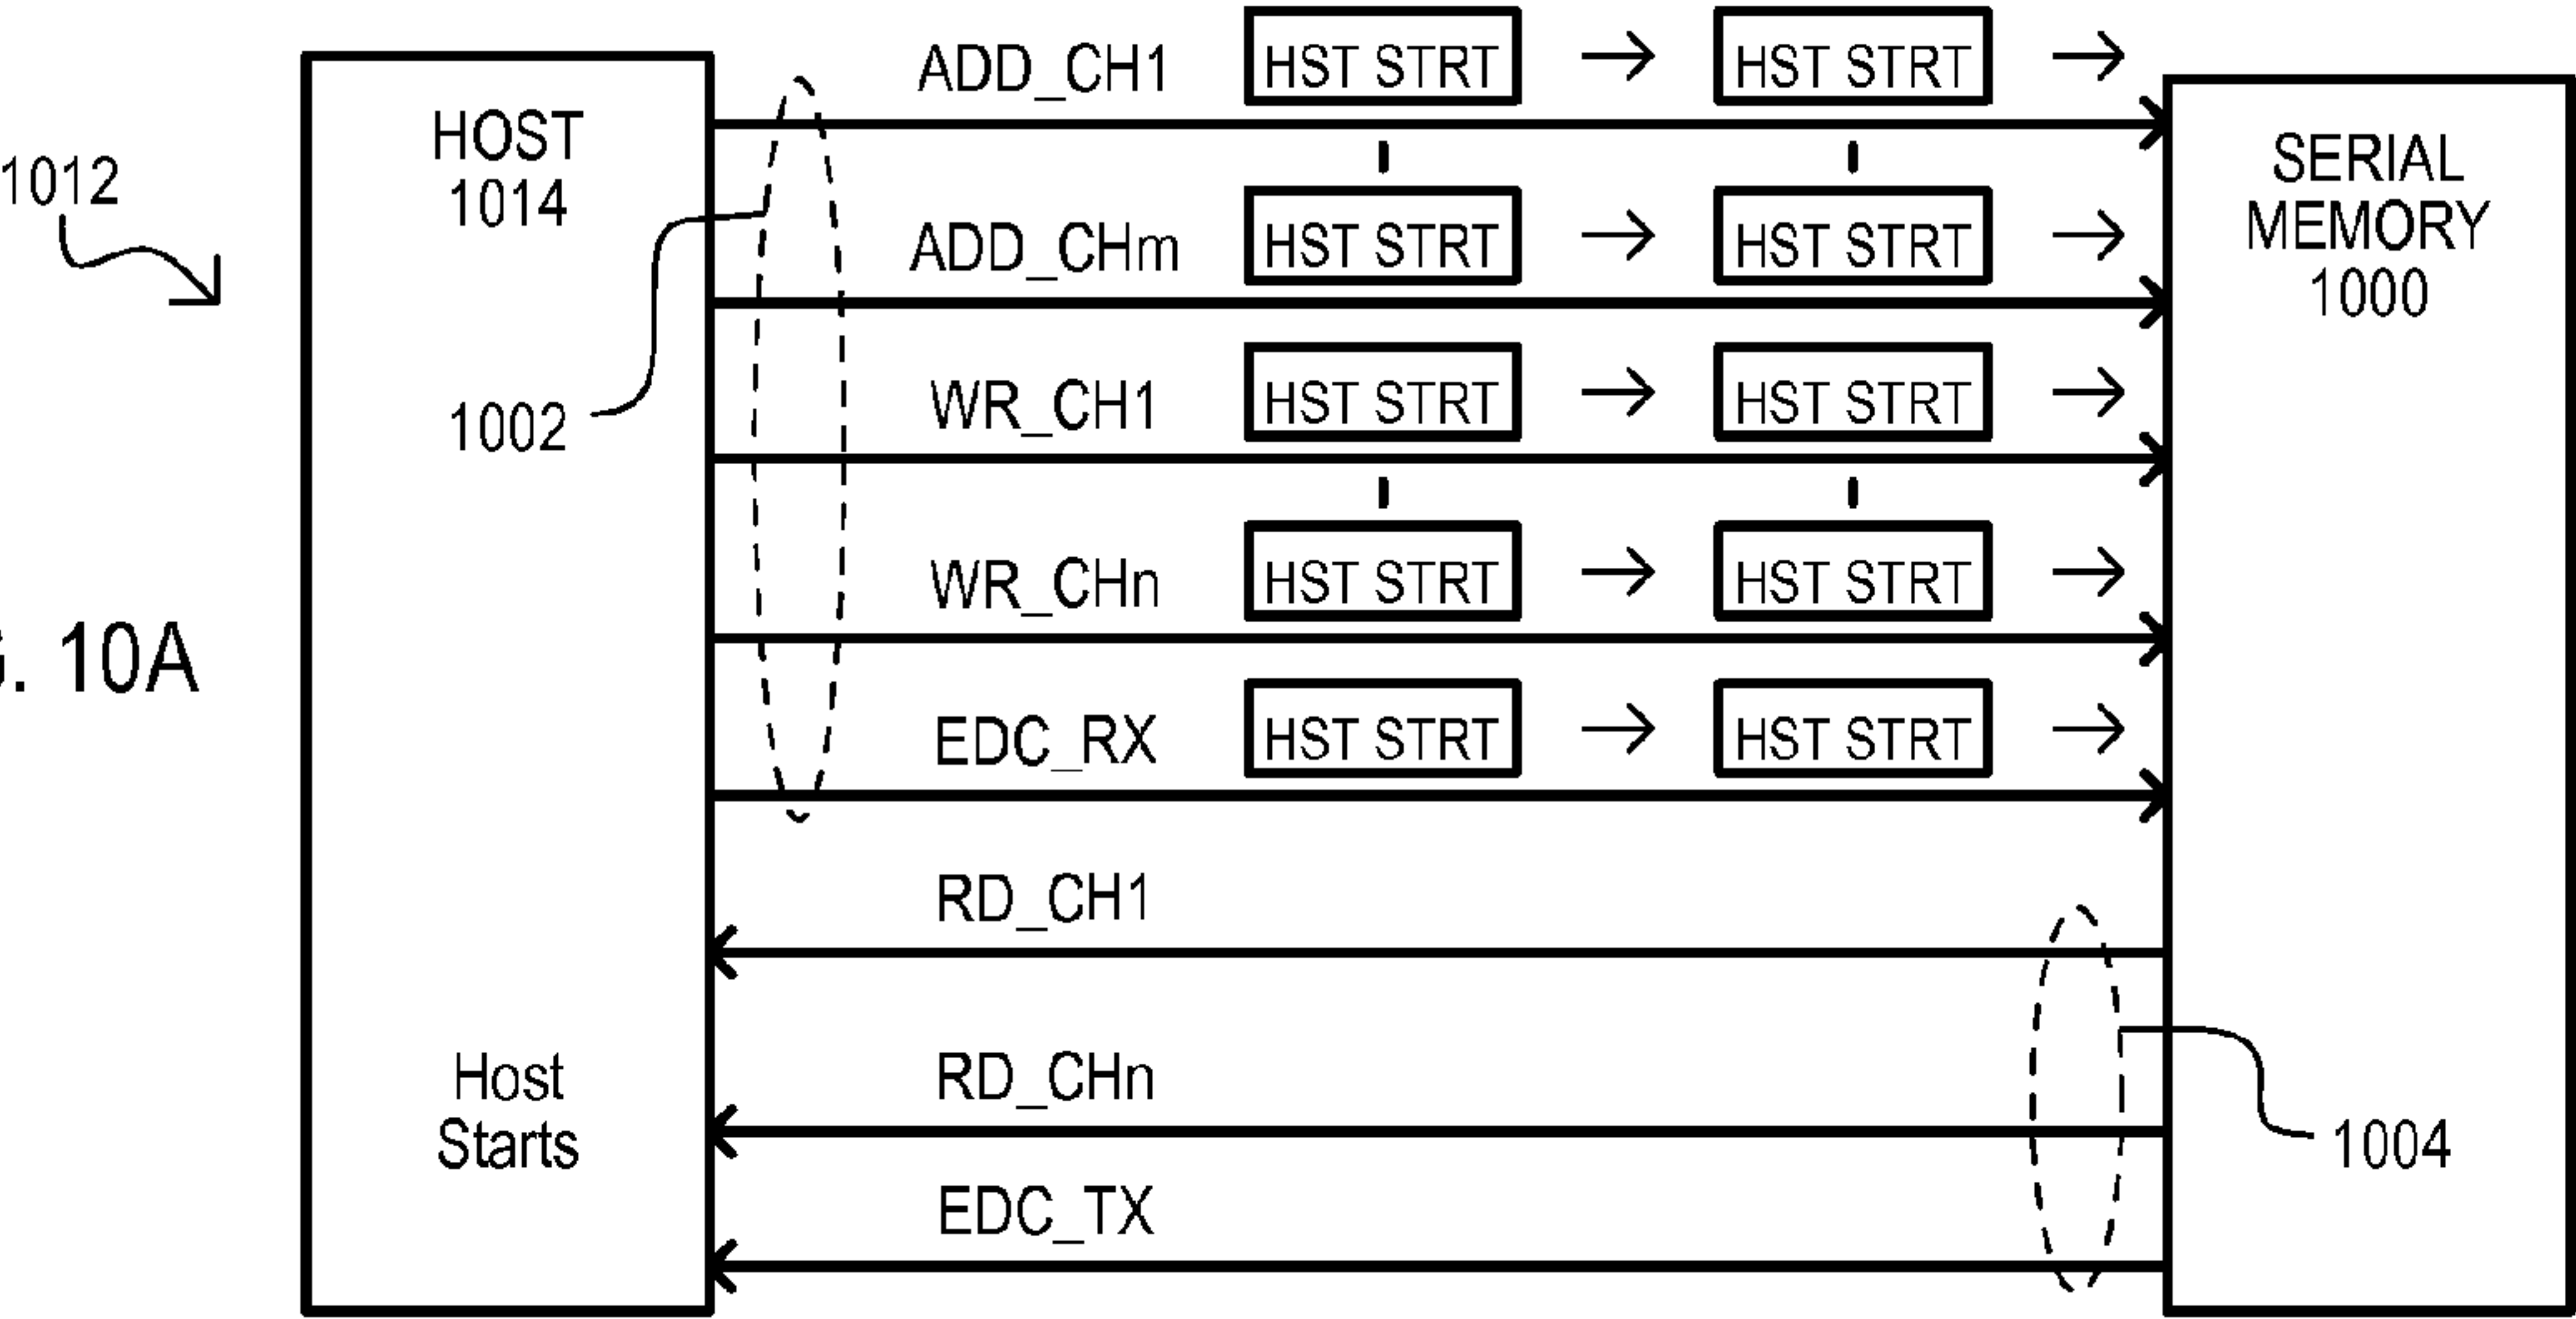 ADD_CH1 HST STRT → HST STRT →
HOST
1014
SERIAL
MEMORY
1000
1012
ADD_CHm HST STRT → HST STRT →
1002
WR_CH1 HST STRT → HST STRT →
WR_CHn HST STRT → HST STRT →
. 10A
EDC_RX HST STRT → HST STRT →
RD_CH1
Host
Starts
RD_CHn
1004
EDC_TX